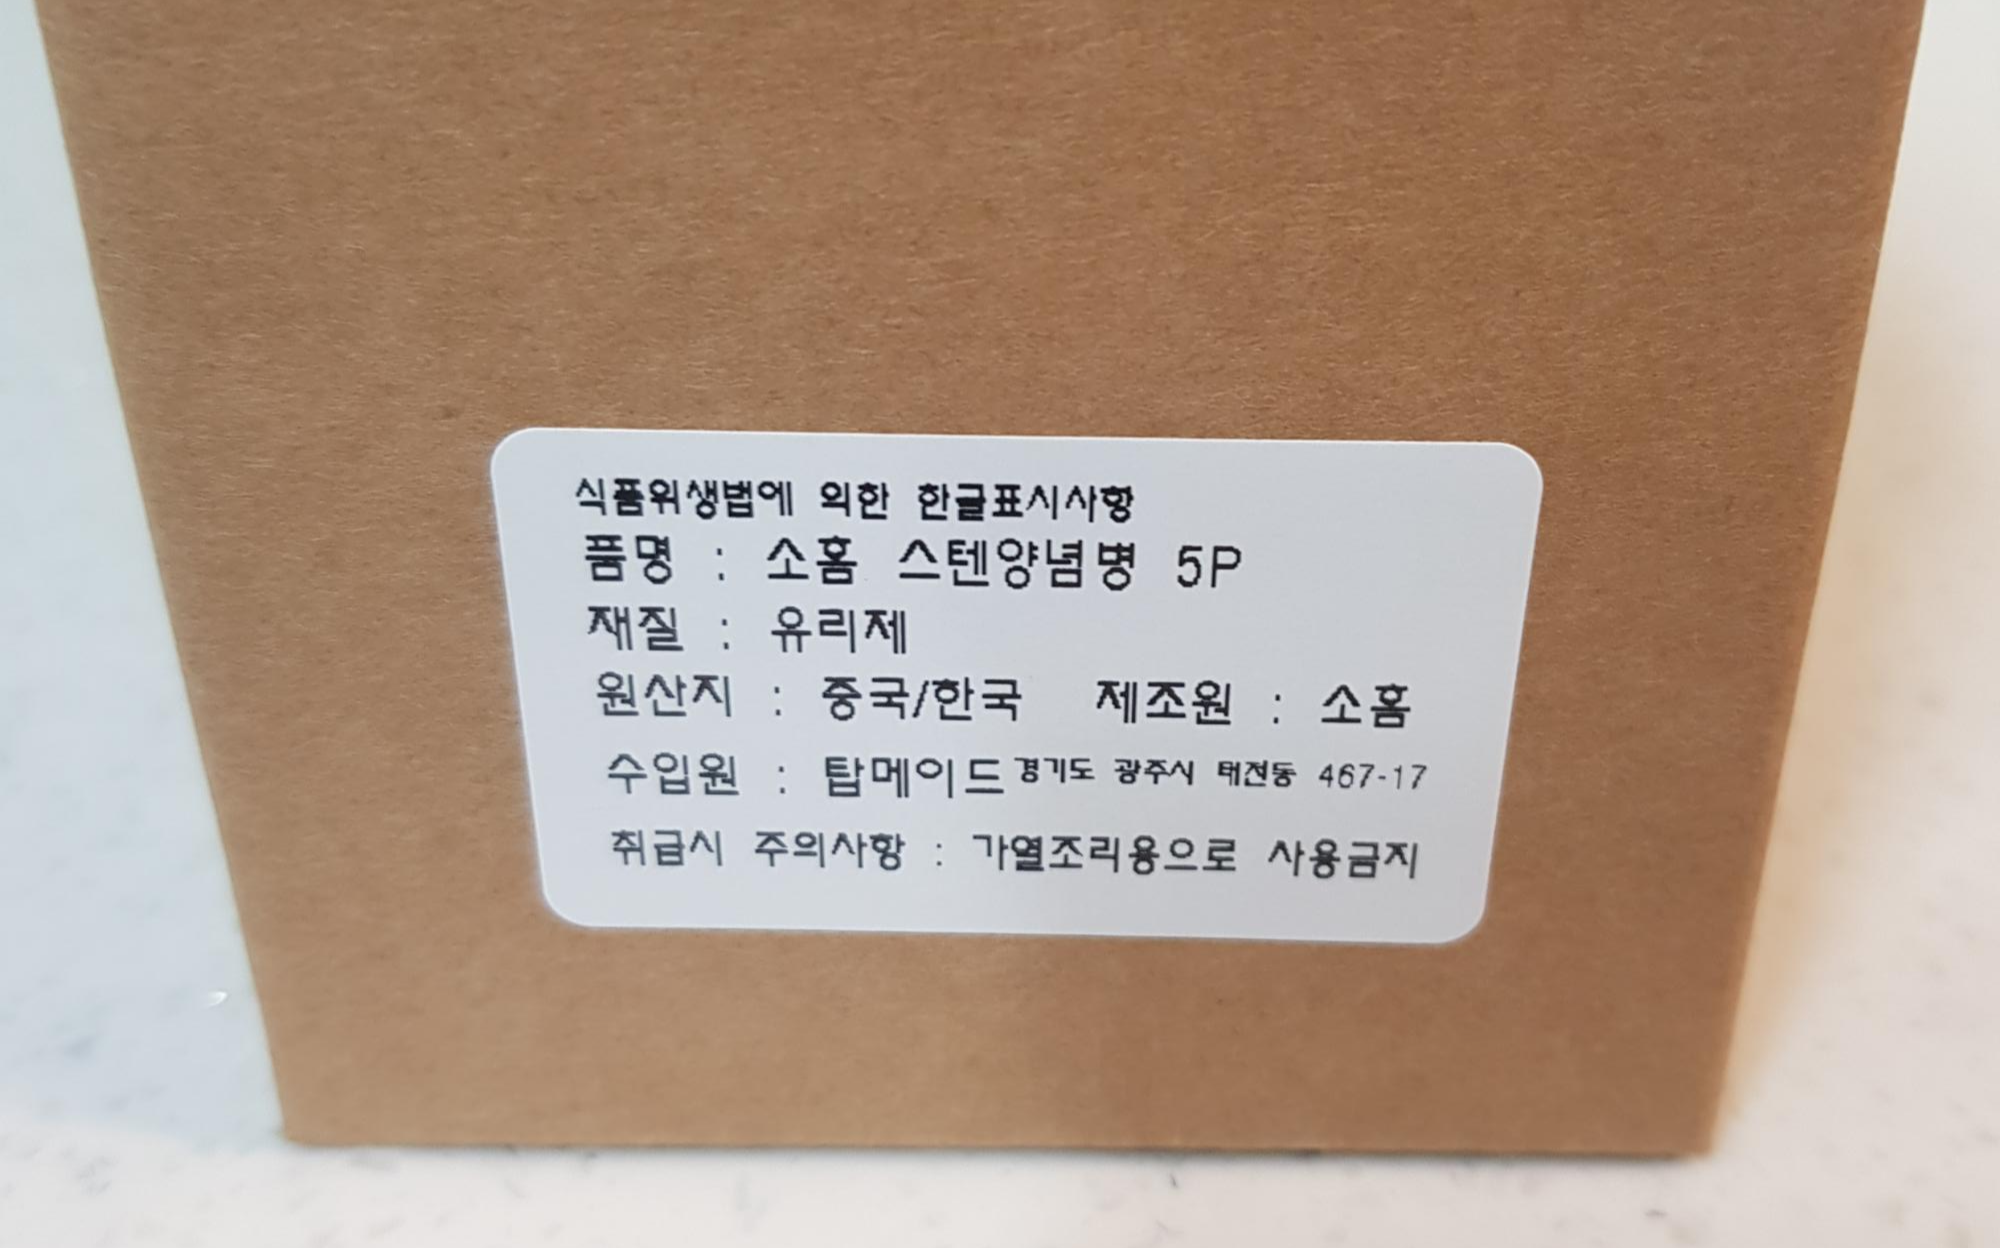 식품위생법에 의한 한글표시사항
품명 : 소홈 스텐양념병 5P
재질 : 유리제
원산지 : 중국/한국 제조원 : 소홈
수입원 : 탑메이드 경기도 광주시 태전동 467-17
취급시 주의사항 : 가열조리용으로 사용금지